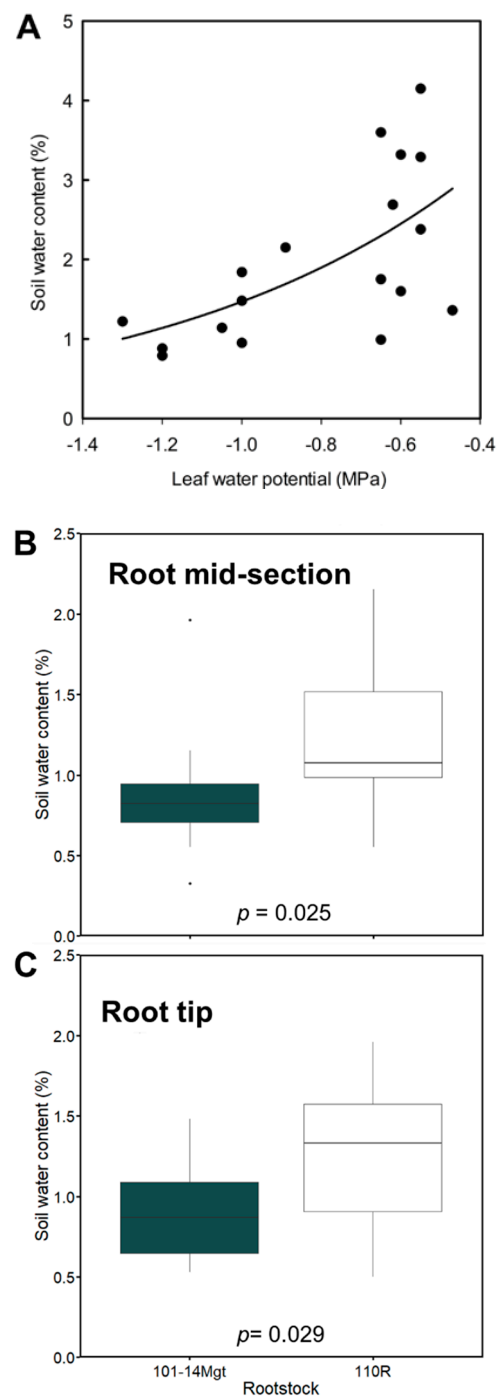 A
5
4
3
2
1
0
Soil water content (%)
-1.4 -1.2 -1.0 -0.8 -0.6 -0.4
Leaf water potential (MPa)
B
2.5
Root mid-section
2.0
1.5
1.0
0.5
0.0
Soil water content (%)
p = 0.025
C
2.5
Root tip
2.0
1.5
1.0
0.5
0.0
Soil water content (%)
p= 0.029
101-14Mgt 110R
Rootstock